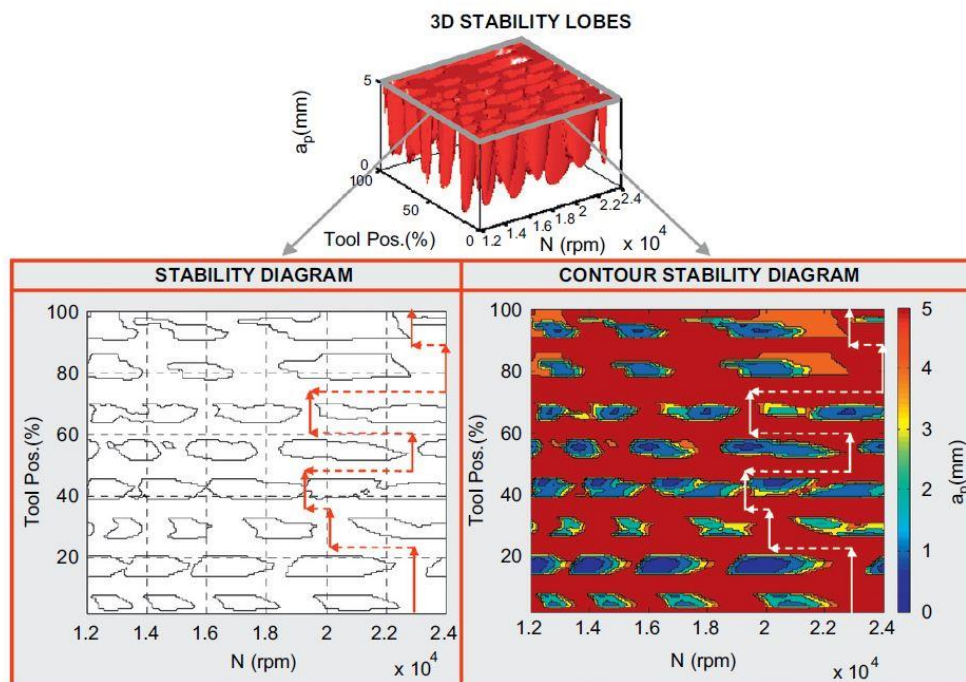 3D STABILITY LOBES
5
0
a_p(mm)
100
50
0
Tool Pos.(%)
1.2 1.4 1.6 1.8 2 2.2 2.4
N (rpm) x 10^4
STABILITY DIAGRAM
100
80
60
40
20
Tool Pos.(%)
1.2 1.4 1.6 1.8 2 2.2 2.4
N (rpm)
x 10^4
CONTOUR STABILITY DIAGRAM
100
80
60
40
20
Tool Pos.(%)
1.2 1.4 1.6 1.8 2 2.2 2.4
N (rpm)
x 10^4
5
4
3
2
1
0
a_p(mm)